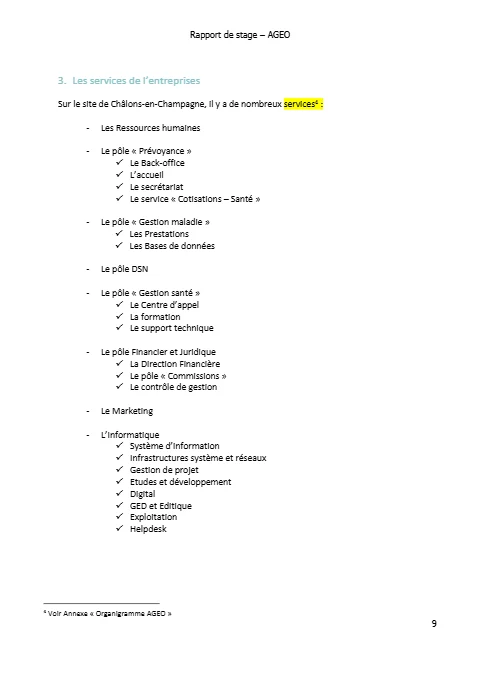 Rapport de stage – AGEO
3. Les services de l'entreprises
Sur le site de Châlons-en-Champagne, il y a de nombreux services⁴ :
- Les Ressources humaines
- Le pôle « Prévoyance »
✓ Le Back-office
✓ L'accueil
✓ Le secrétariat
✓ Le service « Cotisations – Santé »
- Le pôle « Gestion maladie »
✓ Les Prestations
✓ Les Bases de données
- Le pôle DSN
- Le pôle « Gestion santé »
✓ Le Centre d'appel
✓ La formation
✓ Le support technique
- Le pôle Financier et Juridique
✓ La Direction Financière
✓ Le pôle « Commissions »
✓ Le contrôle de gestion
- Le Marketing
- L'informatique
✓ Système d'information
✓ Infrastructures système et réseaux
✓ Gestion de projet
✓ Etudes et développement
✓ Digital
✓ GED et Editique
✓ Exploitation
✓ Helpdesk
⁴ Voir Annexe « Organigramme AGEO »
9